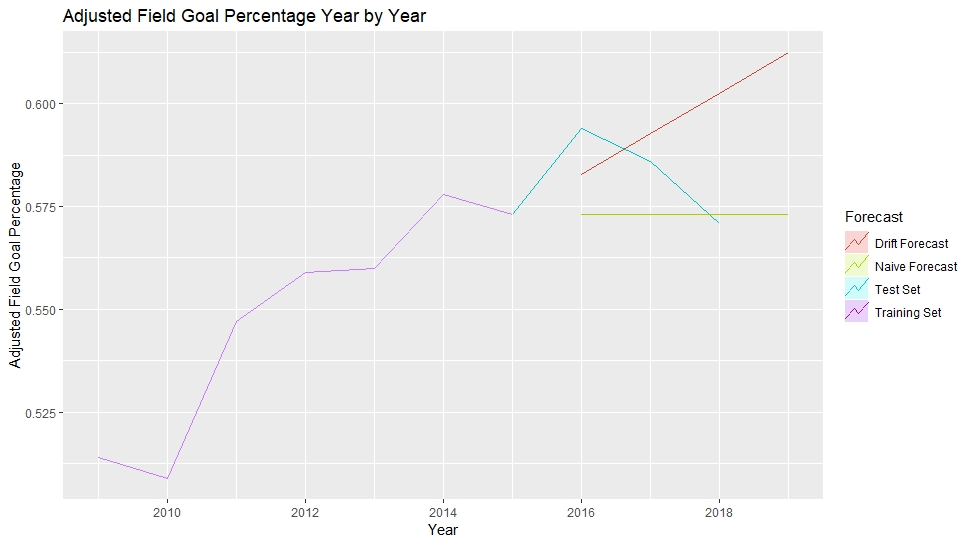 Adjusted Field Goal Percentage Year by Year
Adjusted Field Goal Percentage
0.600
0.575
0.550
0.525
2010
2012
2014
2016
2018
Year
Forecast
Drift Forecast
Naive Forecast
Test Set
Training Set